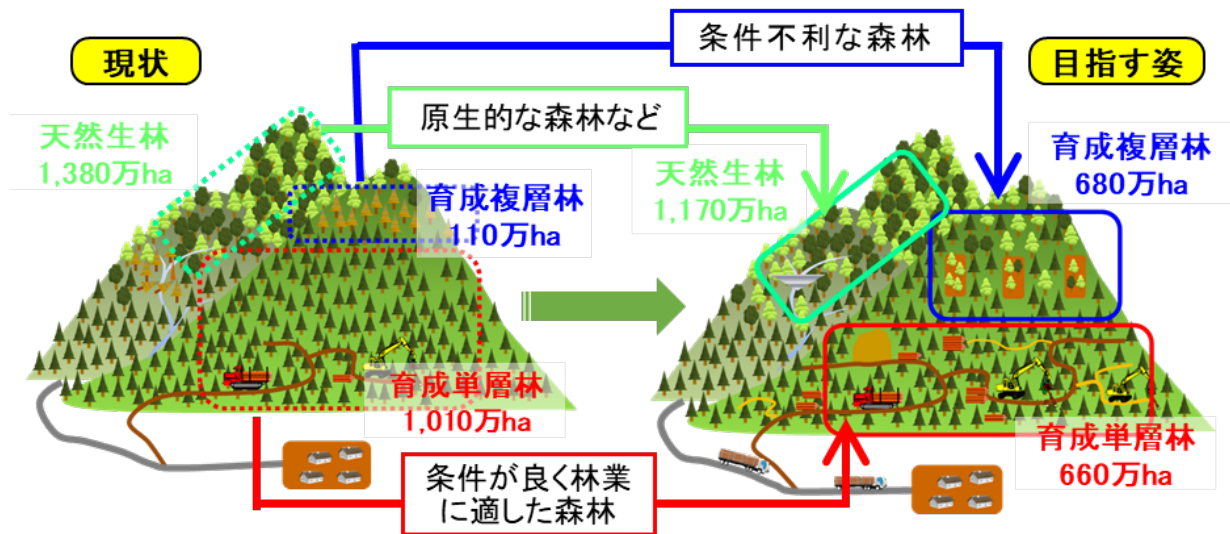 現状
条件不利な森林
目指す姿
原生的な森林など
天然生林
1,380万ha
育成複層林
110万ha
育成単層林
1,010万ha
天然生林
1,170万ha
育成複層林
680万ha
育成単層林
660万ha
条件が良く林業
に適した森林